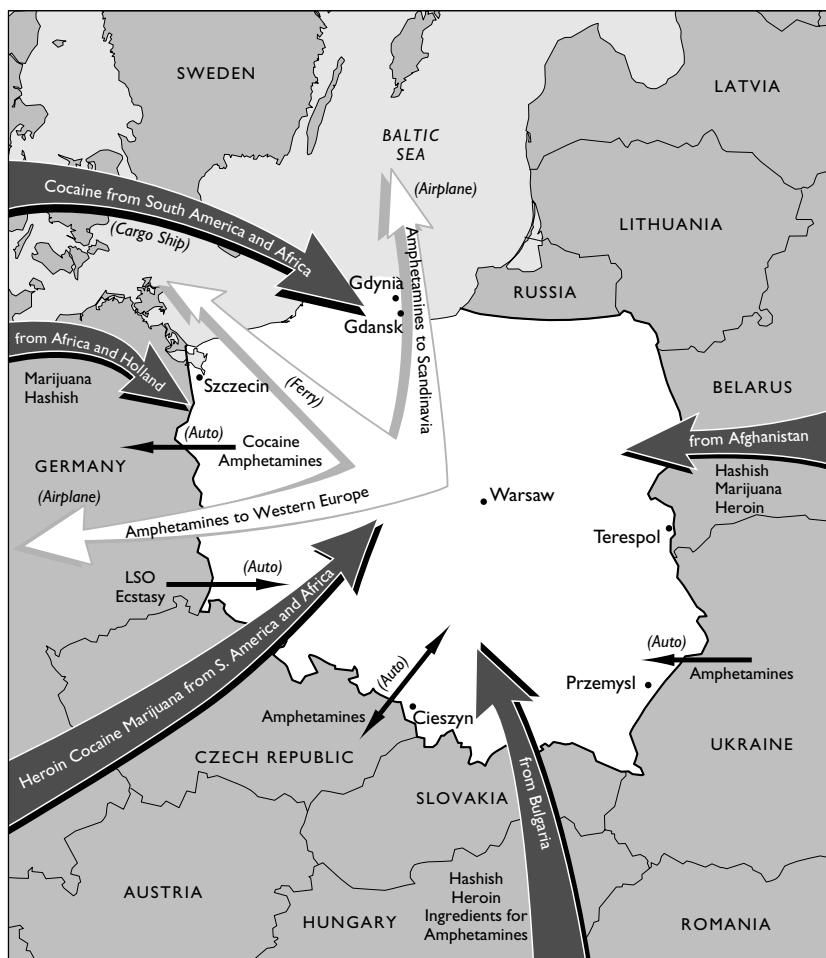 SWEDEN
LATVIA
BALTIC
SEA
(Airplane)
Cocaine from South America and Africa
(Cargo Ship)
LITHUANIA
Gdynia
Gdansk
RUSSIA
Amphetamines to Scandinavia
from Africa and Holland
Marijuana
Hashish
Szczecin
(Ferry)
BELARUS
(Auto)
Cocaine
Amphetamines
from Afghanistan
Hashish
Marijuana
Heroin
GERMANY
(Airplane)
Amphetamines to Western Europe
Warsaw
Terespol
LSO
Ecstasy
(Auto)
Heroin Cocaine Marijuana from S. America and Africa
(Auto)
Amphetamines
Cieszyn
(Auto)
Amphetamines
Przemysl
CZECH REPUBLIC
UKRAINE
SLOVAKIA
from Bulgaria
AUSTRIA
HUNGARY
Hashish
Heroin
Ingredients for
Amphetamines
ROMANIA